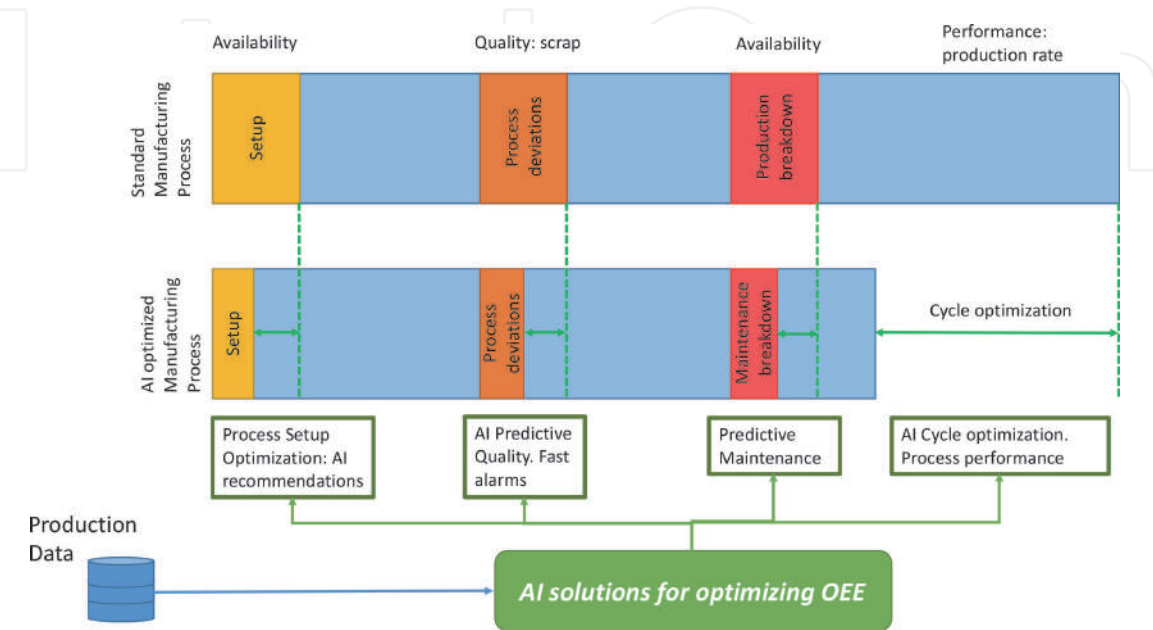 Availability
Quality: scrap
Availability
Performance:
production rate
Standard
Manufacturing
Process
Setup
Process
deviations
Production
breakdown
AI optimized
Manufacturing
Process
Setup
Process
deviations
Maintenance
breakdown
Cycle optimization
Process Setup
Optimization: AI
recommendations
AI Predictive
Quality. Fast
alarms
Predictive
Maintenance
AI Cycle optimization.
Process performance
Production
Data
AI solutions for optimizing OEE